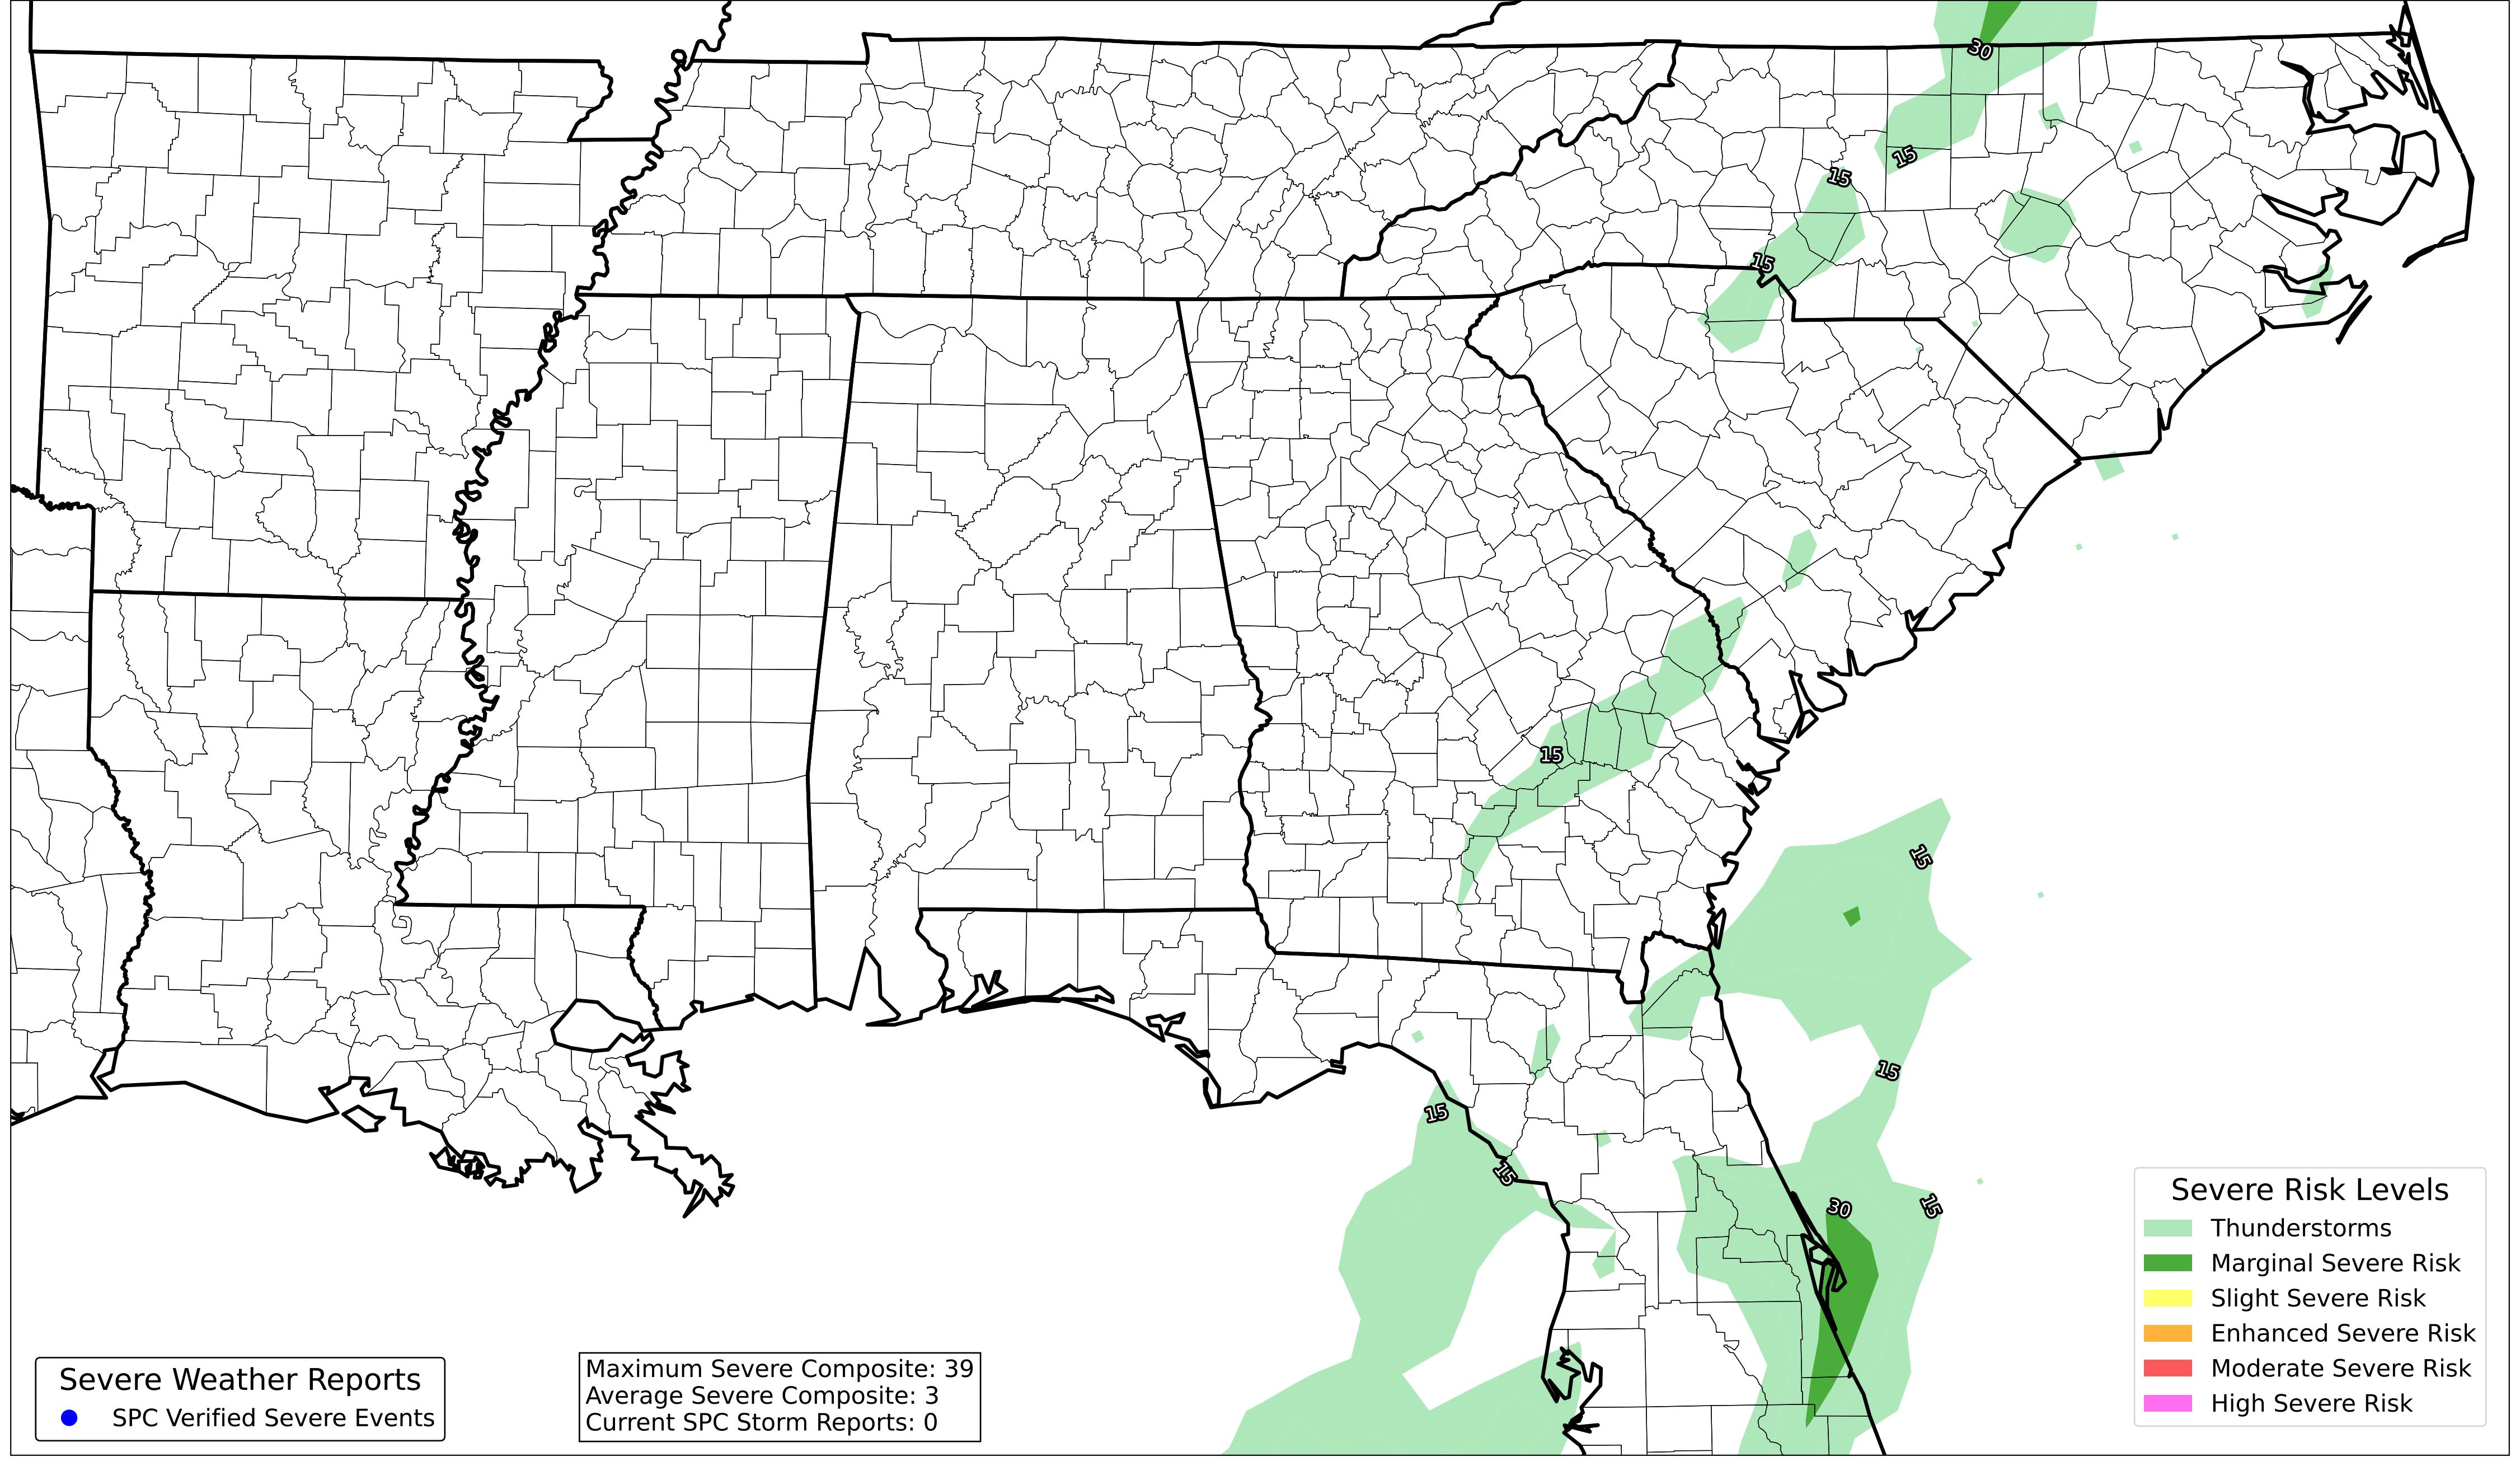 30
15
15
15
15
15
15
15
15
30
15
Severe Risk Levels
Thunderstorms
Marginal Severe Risk
Slight Severe Risk
Enhanced Severe Risk
Moderate Severe Risk
High Severe Risk
Severe Weather Reports
SPC Verified Severe Events
Maximum Severe Composite: 39
Average Severe Composite: 3
Current SPC Storm Reports: 0